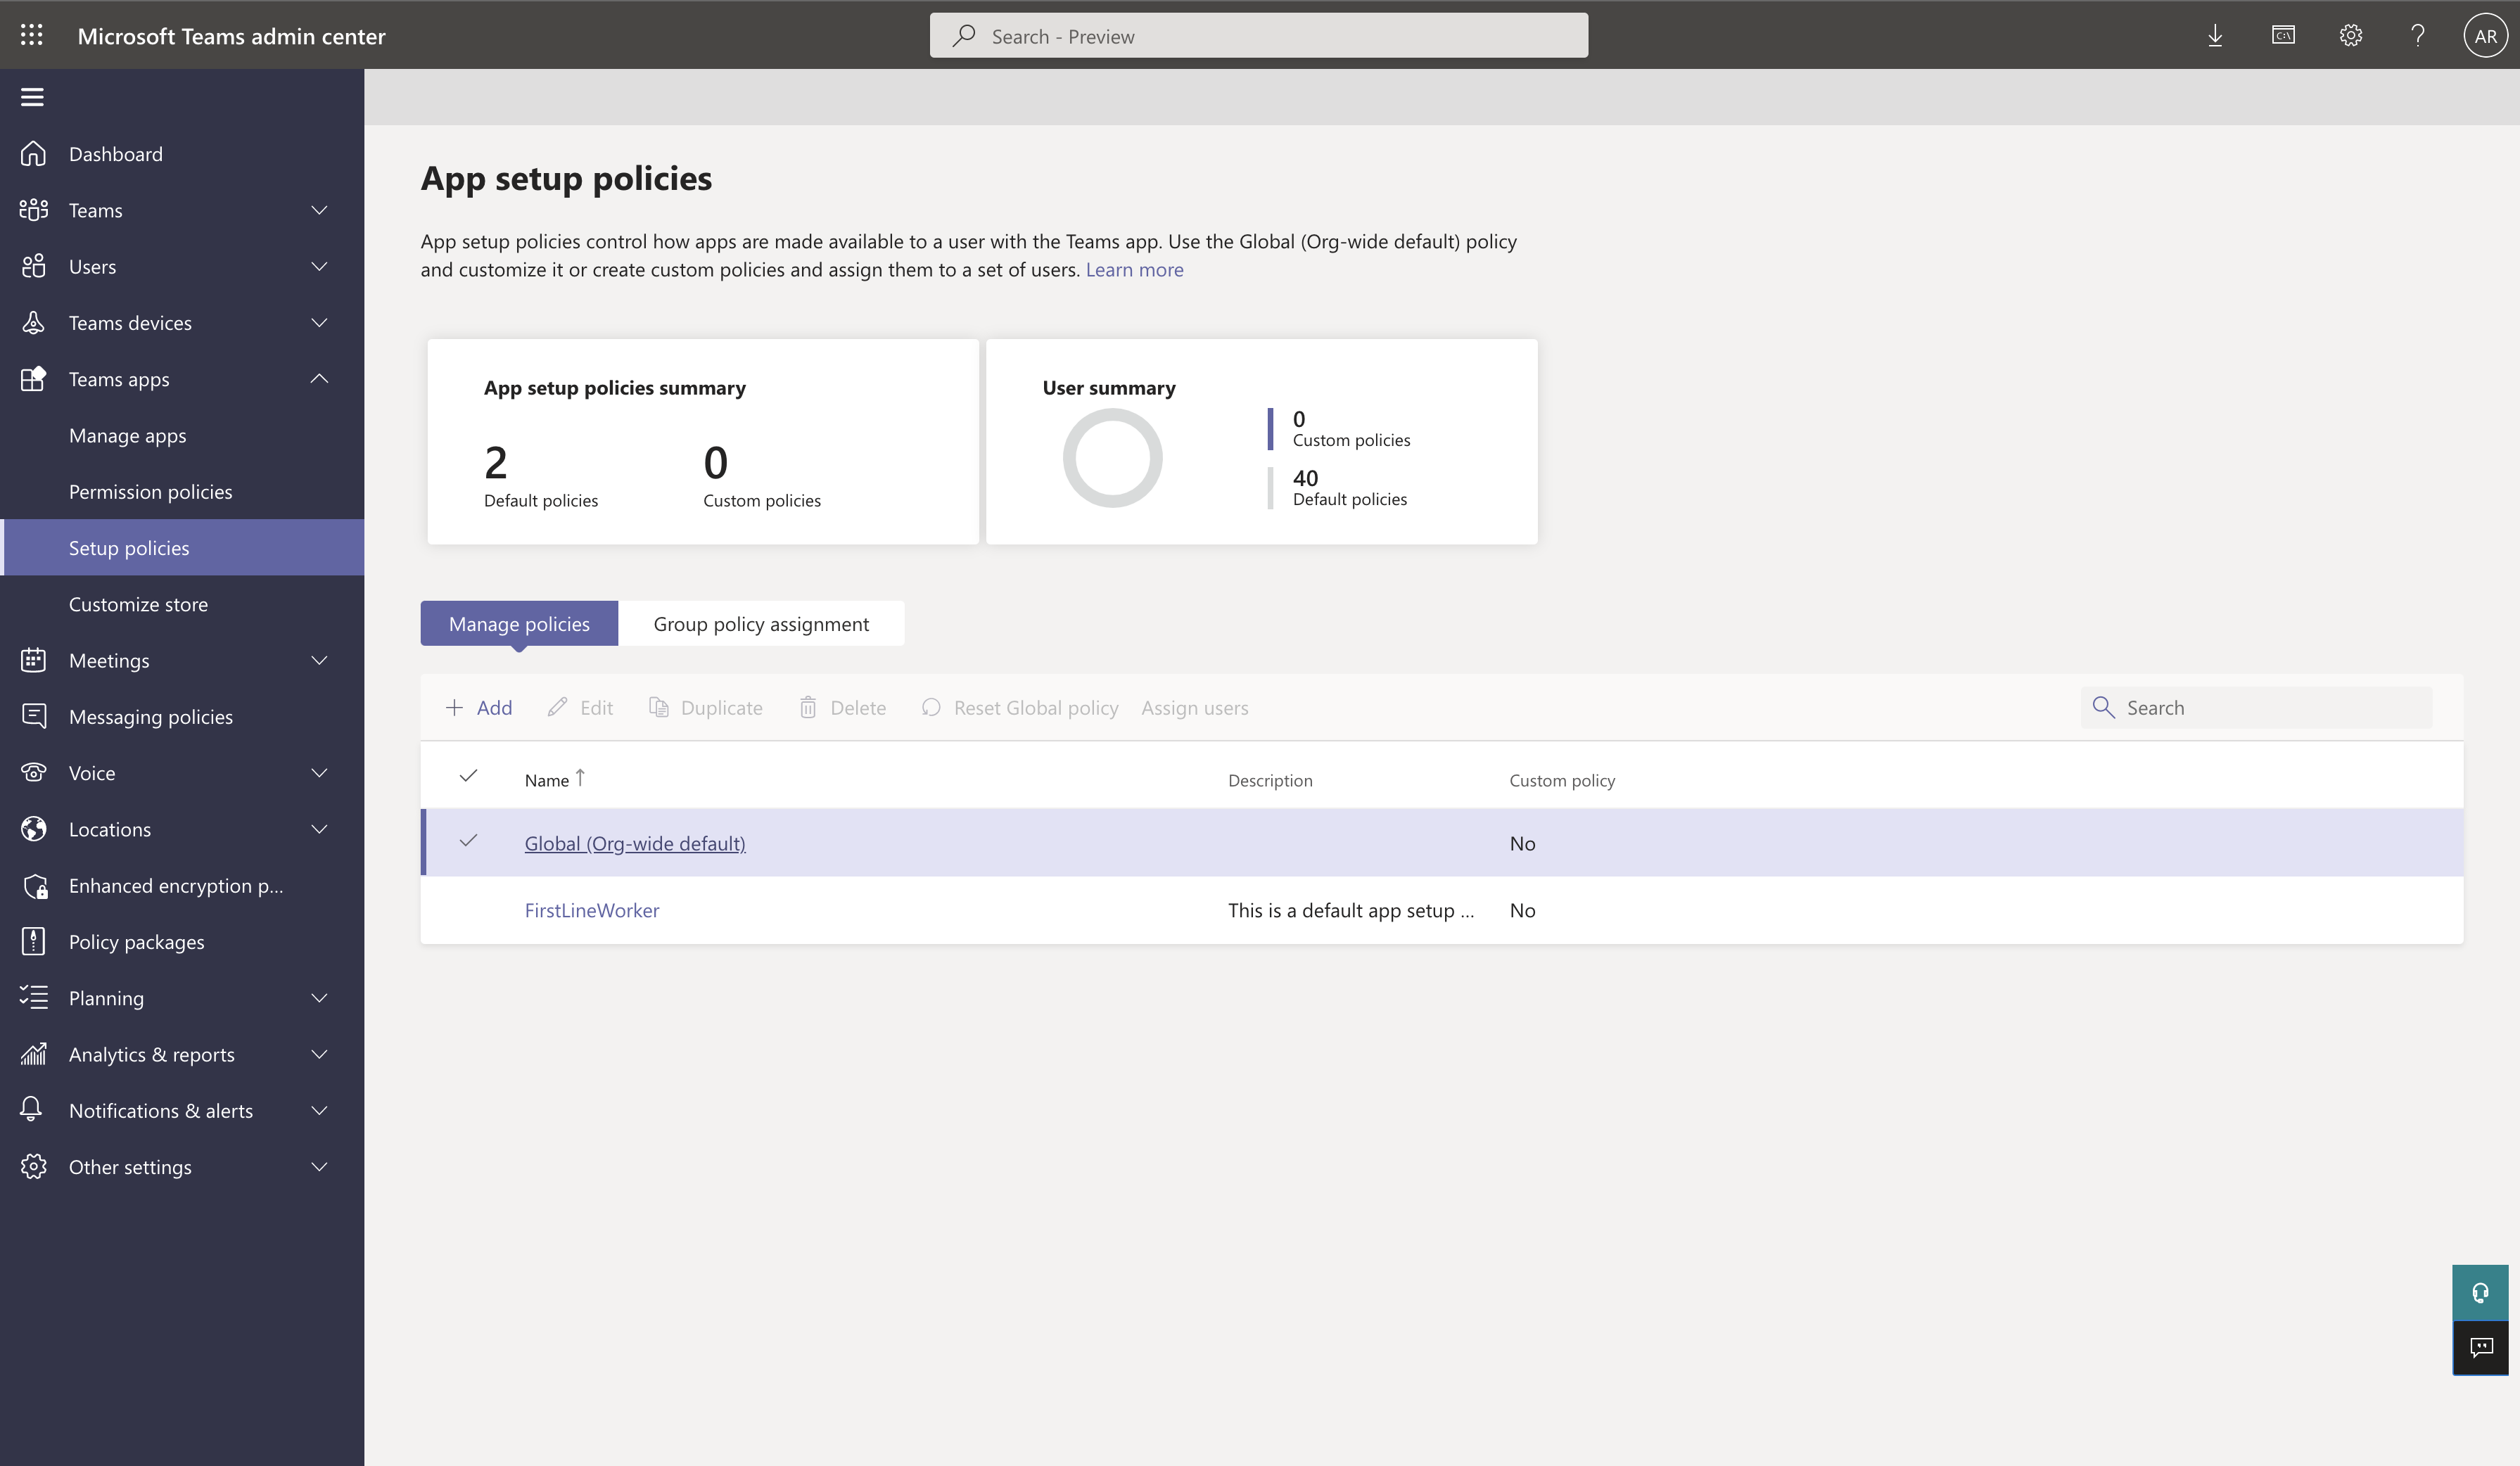 Microsoft Teams admin center
Search - Preview
C:\
AR
Dashboard
Teams
Users
Teams devices
Teams apps
Manage apps
Permission policies
Setup policies
Customize store
Meetings
Messaging policies
Voice
Locations
Enhanced encryption p...
Policy packages
Planning
Analytics & reports
Notifications & alerts
Other settings
App setup policies
App setup policies control how apps are made available to a user with the Teams app. Use the Global (Org-wide default) policy
and customize it or create custom policies and assign them to a set of users. Learn more
App setup policies summary
2
Default policies
0
Custom policies
User summary
0
Custom policies
40
Default policies
Manage policies
Group policy assignment
Add Edit Duplicate Delete Reset Global policy Assign users Search
Name Description Custom policy
Global (Org-wide default) No
FirstLineWorker This is a default app setup ... No